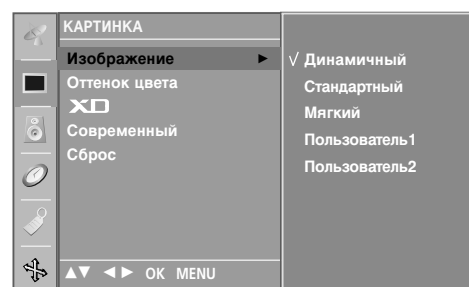 КАРТИНКА
Изображение ►
Оттенок цвета
XD
Современный
Сброс
▲▼ ◄► OK MENU
√ Динамичный
Стандартный
Мягкий
Пользователь1
Пользователь2